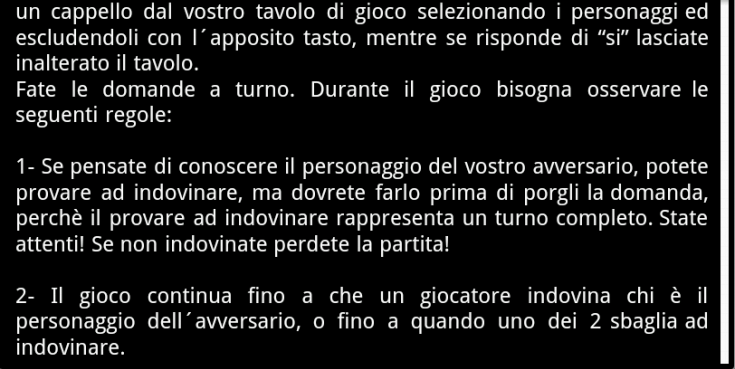 un cappello dal vostro tavolo di gioco selezionando i personaggi ed
escludendoli con l´apposito tasto, mentre se risponde di “si” lasciate
inalterato il tavolo.
Fate le domande a turno. Durante il gioco bisogna osservare le
seguenti regole:
1- Se pensate di conoscere il personaggio del vostro avversario, potete
provare ad indovinare, ma dovrete farlo prima di porgli la domanda,
perchè il provare ad indovinare rappresenta un turno completo. State
attenti! Se non indovinate perdete la partita!
2- Il gioco continua fino a che un giocatore indovina chi è il
personaggio dell´avversario, o fino a quando uno dei 2 sbaglia ad
indovinare.